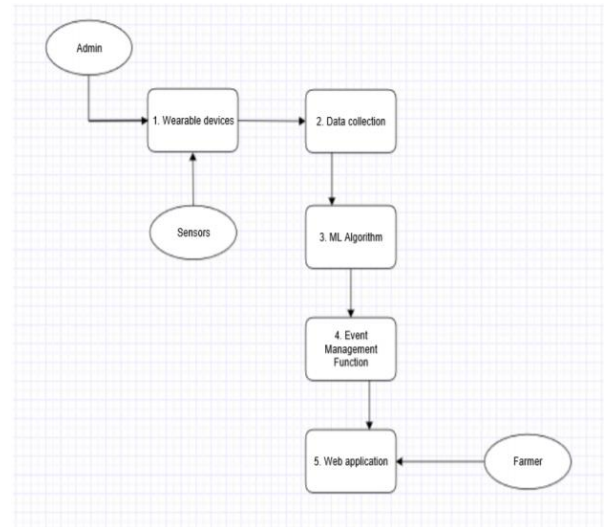 Admin
1. Wearable devices
2. Data collection
Sensors
3. ML Algorithm
4. Event
Management
Function
5. Web application
Farmer